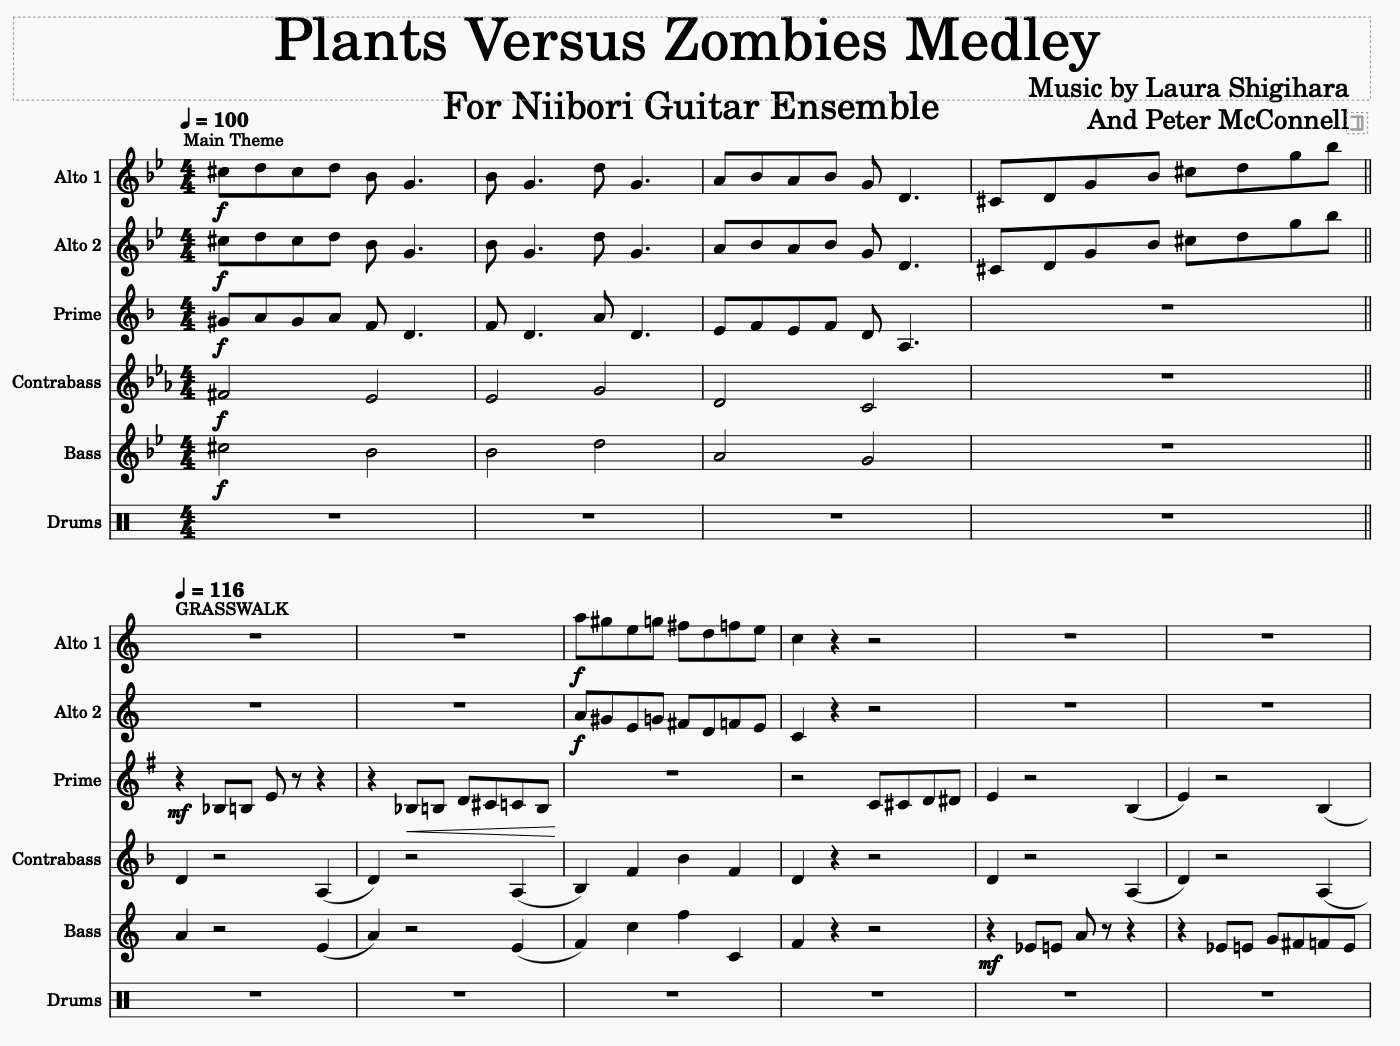 Plants Versus Zombies Medley
For Niibori Guitar Ensemble
Music by Laura Shigihara
And Peter McConnell
= 100
Main Theme
Alto 1
f
Alto 2
f
Prime
f
Contrabass
f
Bass
f
Drums
= 116
GRASSWALK
Alto 1
f
Alto 2
f
Prime
mf
Contrabass
Bass
mf
Drums